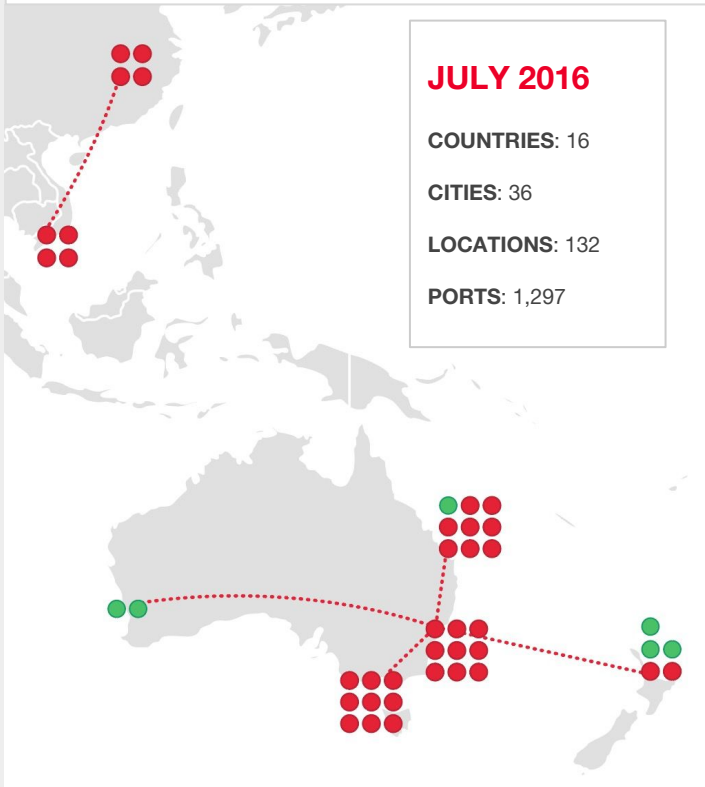 JULY 2016
COUNTRIES: 16
CITIES: 36
LOCATIONS: 132
PORTS: 1,297